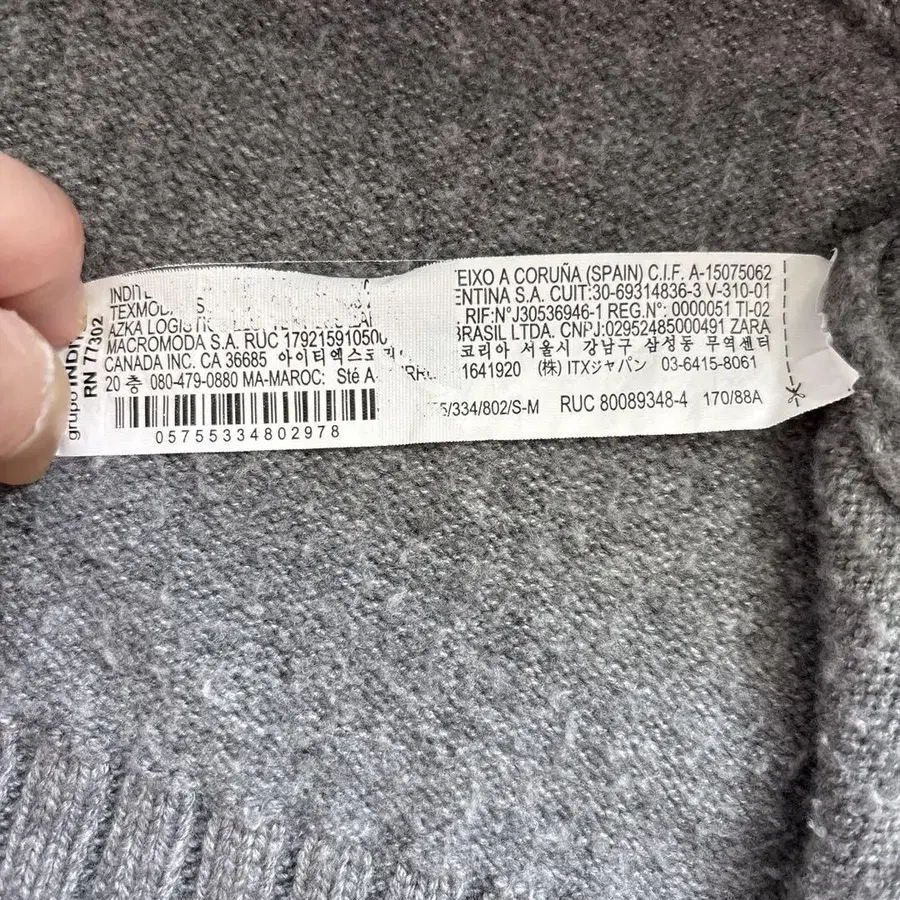 grupo INDI
RN 77302
EIXO A CORUÑA (SPAIN) C.I.F. A-15075062
TEXMOD ENTINA S.A. CUIT:30-69314836-3 V-310-01
AZKA RIF:N°J30536946-1 REG.N°: 0000051 TI-02
MACROMODA S.A. RUC 179215910500 BRASIL LTDA. CNPJ:02952485000491 ZARA
CANADA INC. CA 36685 아이티엑스코리 코리아 서울시 강남구 삼성동 무역센터
20 층 080-479-0880 MA-MAROC: Sté A 1641920 (株) ITXジャパン 03-6415-8061
5/334/802/S-M RUC 80089348-4 170/88A
05755334802978